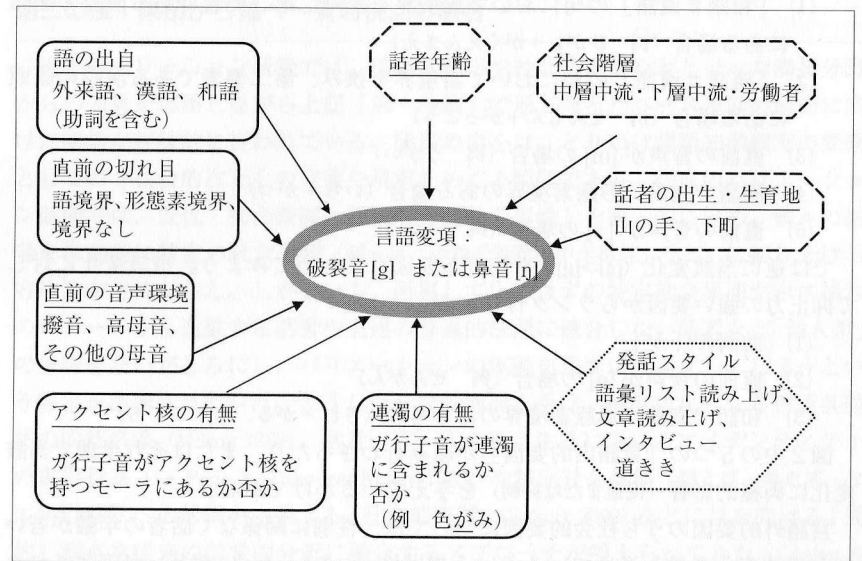 語の出自
外来語、漢語、和語
(助詞を含む)
話者年齢
社会階層
中層中流・下層中流・労働者
直前の切れ目
語境界、形態素境界、
境界なし
話者の出生・生育地
山の手、下町
言語変項：
破裂音[g] または鼻音[ŋ]
直前の音声環境
撥音、高母音、
その他の母音
発話スタイル
語彙リスト読み上げ、
文章読み上げ、
インタビュー
道きき
アクセント核の有無
ガ行子音がアクセント核を
持つモーラにあるか否か
連濁の有無
ガ行子音が連濁
に含まれるか
否か
(例 色がみ)